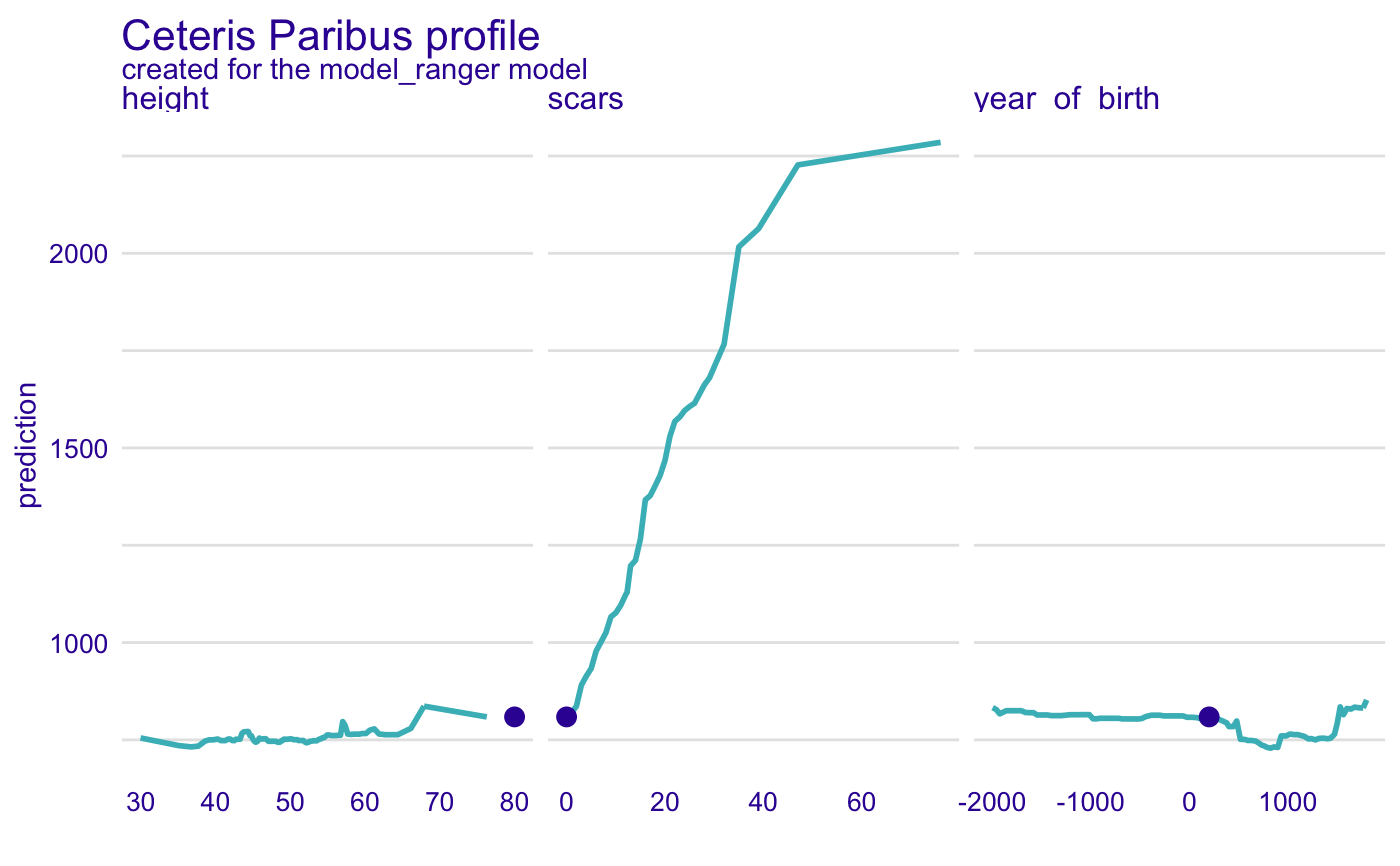 Ceteris Paribus profile
created for the model_ranger model
height scars year of birth
2000
1500
1000
prediction
30 40 50 60 70 80 0 20 40 60 -2000 -1000 0 1000